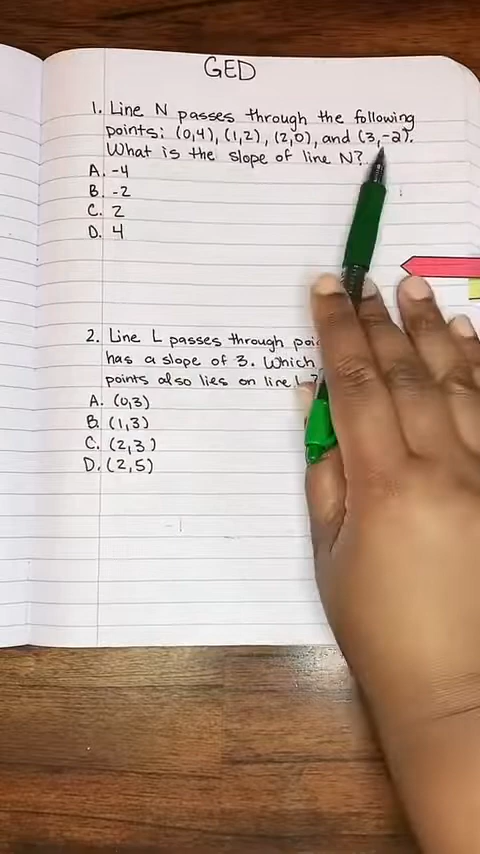 GED
1. Line N passes through the following
points: (0,4), (1,2), (2,0), and (3,-2).
What is the slope of line N?
A. -4
B. -2
C. 2
D. 4
2. Line L passes through
has a slope of 3. Which
points also lies on line L?
A. (0,3)
B. (1,3)
C. (2,3)
D. (2,5)